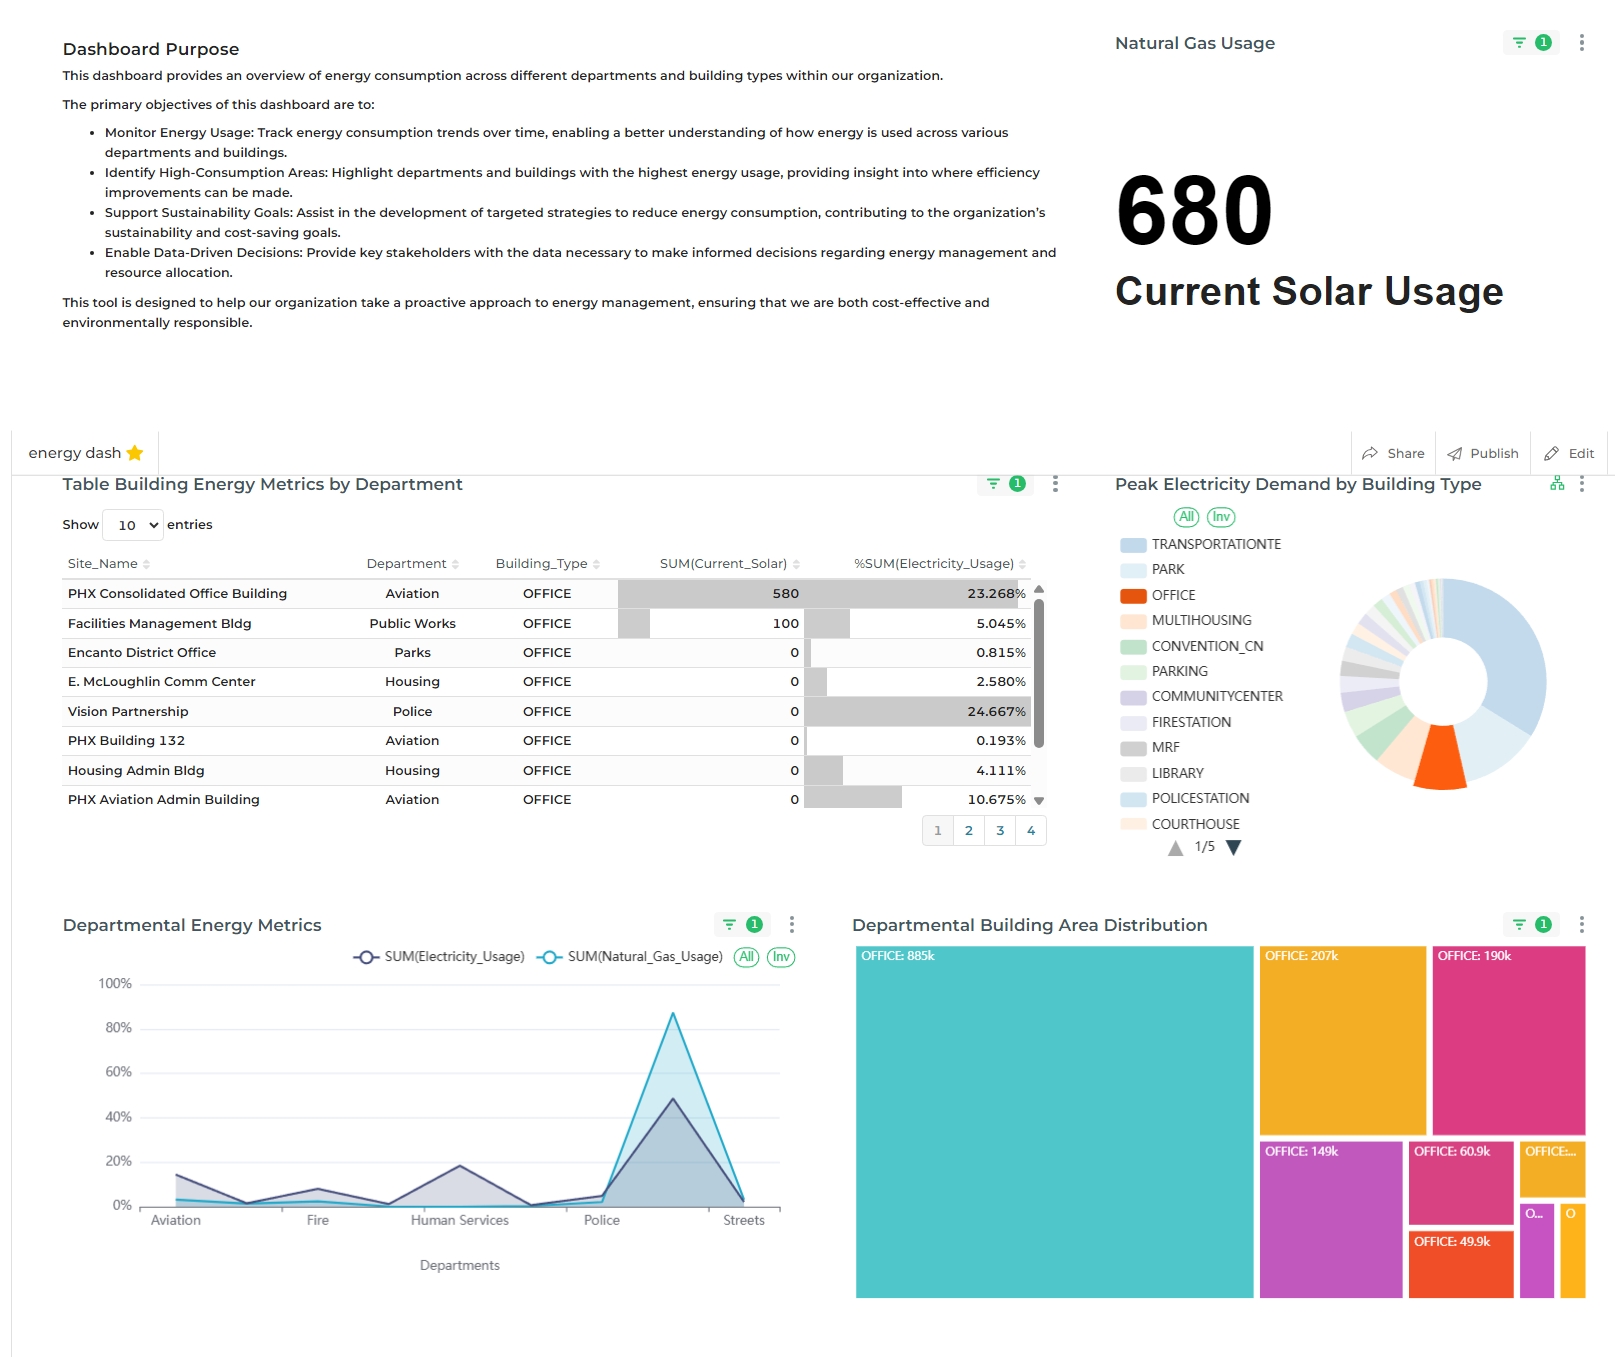 Dashboard Purpose
This dashboard provides an overview of energy consumption across different departments and building types within our organization.
The primary objectives of this dashboard are to:
• Monitor Energy Usage: Track energy consumption trends over time, enabling a better understanding of how energy is used across various
departments and buildings.
• Identify High-Consumption Areas: Highlight departments and buildings with the highest energy usage, providing insight into where efficiency
improvements can be made.
• Support Sustainability Goals: Assist in the development of targeted strategies to reduce energy consumption, contributing to the organization’s
sustainability and cost-saving goals.
• Enable Data-Driven Decisions: Provide key stakeholders with the data necessary to make informed decisions regarding energy management and
resource allocation.
This tool is designed to help our organization take a proactive approach to energy management, ensuring that we are both cost-effective and
environmentally responsible.
Natural Gas Usage
1
680
Current Solar Usage
energy dash
Share
Publish
Edit
Table Building Energy Metrics by Department
1
Show 10 entries
Site_Name Department Building_Type SUM(Current_Solar) %SUM(Electricity_Usage)
PHX Consolidated Office Building Aviation OFFICE 580 23.268%
Facilities Management Bldg Public Works OFFICE 100 5.045%
Encanto District Office Parks OFFICE 0 0.815%
E. McLoughlin Comm Center Housing OFFICE 0 2.580%
Vision Partnership Police OFFICE 0 24.667%
PHX Building 132 Aviation OFFICE 0 0.193%
Housing Admin Bldg Housing OFFICE 0 4.111%
PHX Aviation Admin Building Aviation OFFICE 0 10.675%
1 2 3 4
Peak Electricity Demand by Building Type
All Inv
TRANSPORTATIONTE
PARK
OFFICE
MULTIHOUSING
CONVENTION_CN
PARKING
COMMUNITYCENTER
FIRESTATION
MRF
LIBRARY
POLICESTATION
COURTHOUSE
1/5
Departmental Energy Metrics
1
SUM(Electricity_Usage) SUM(Natural_Gas_Usage) All Inv
100%
80%
60%
40%
20%
0%
Aviation Fire Human Services Police Streets
Departments
Departmental Building Area Distribution
1
OFFICE: 885k
OFFICE: 207k
OFFICE: 190k
OFFICE: 149k
OFFICE: 60.9k
OFFICE:...
OFFICE: 49.9k
O...
O